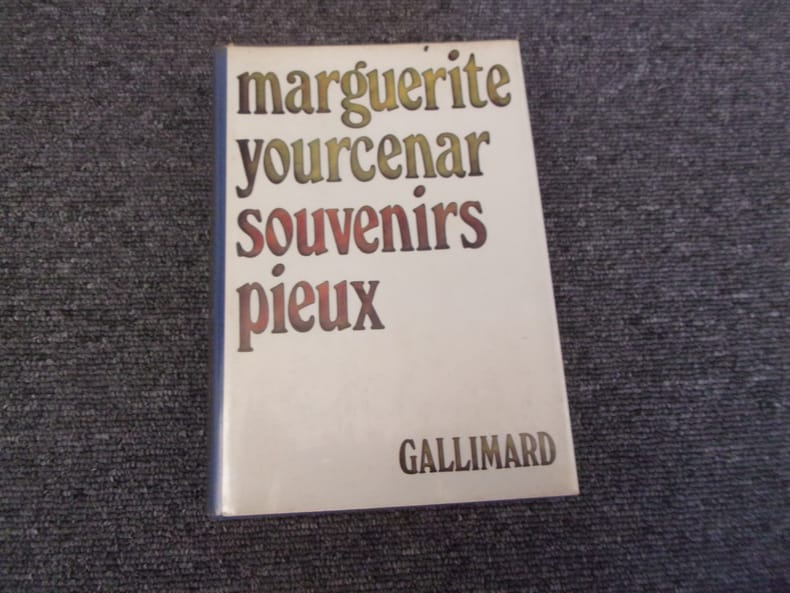 marguerite
yourcenar
souvenirs
pieux
GALLIMARD